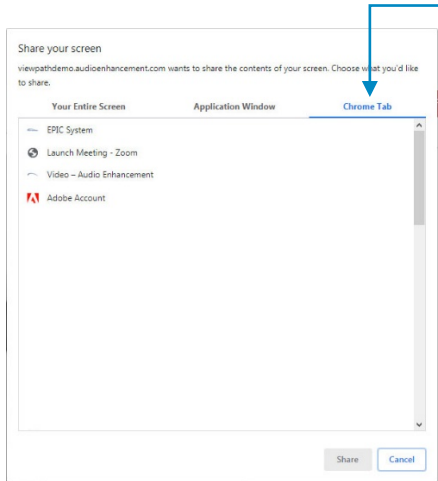 Share your screen
viewpathdemo.audioenhancement.com wants to share the contents of your screen. Choose what you'd like
to share.
Your Entire Screen Application Window Chrome Tab
EPIC System
Launch Meeting - Zoom
Video – Audio Enhancement
Adobe Account
Share Cancel